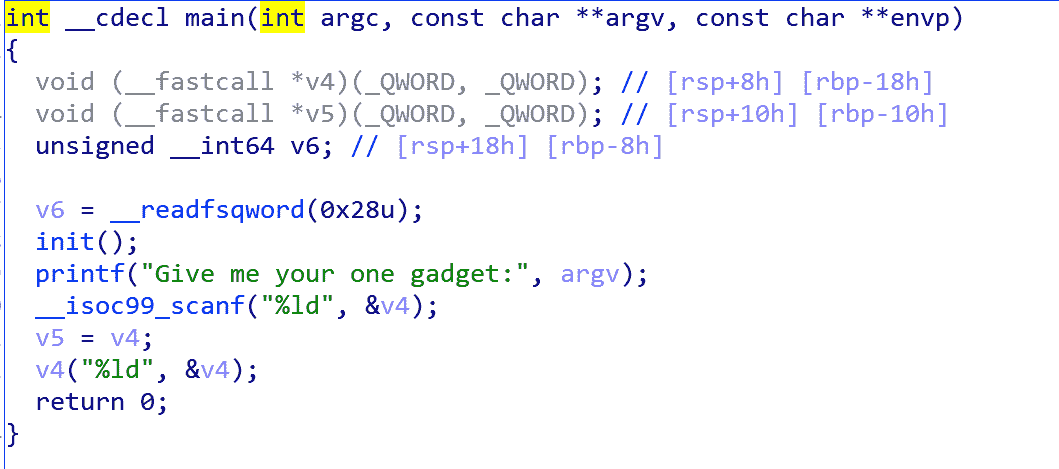 int __cdecl main(int argc, const char **argv, const char **envp)
{
void (__fastcall *v4)(_QWORD, _QWORD); // [rsp+8h] [rbp-18h]
void (__fastcall *v5)(_QWORD, _QWORD); // [rsp+10h] [rbp-10h]
unsigned __int64 v6; // [rsp+18h] [rbp-8h]
v6 = __readfsqword(0x28u);
init();
printf("Give me your one gadget:", argv);
__isoc99_scanf("%ld", &v4);
v5 = v4;
v4("%ld", &v4);
return 0;
}